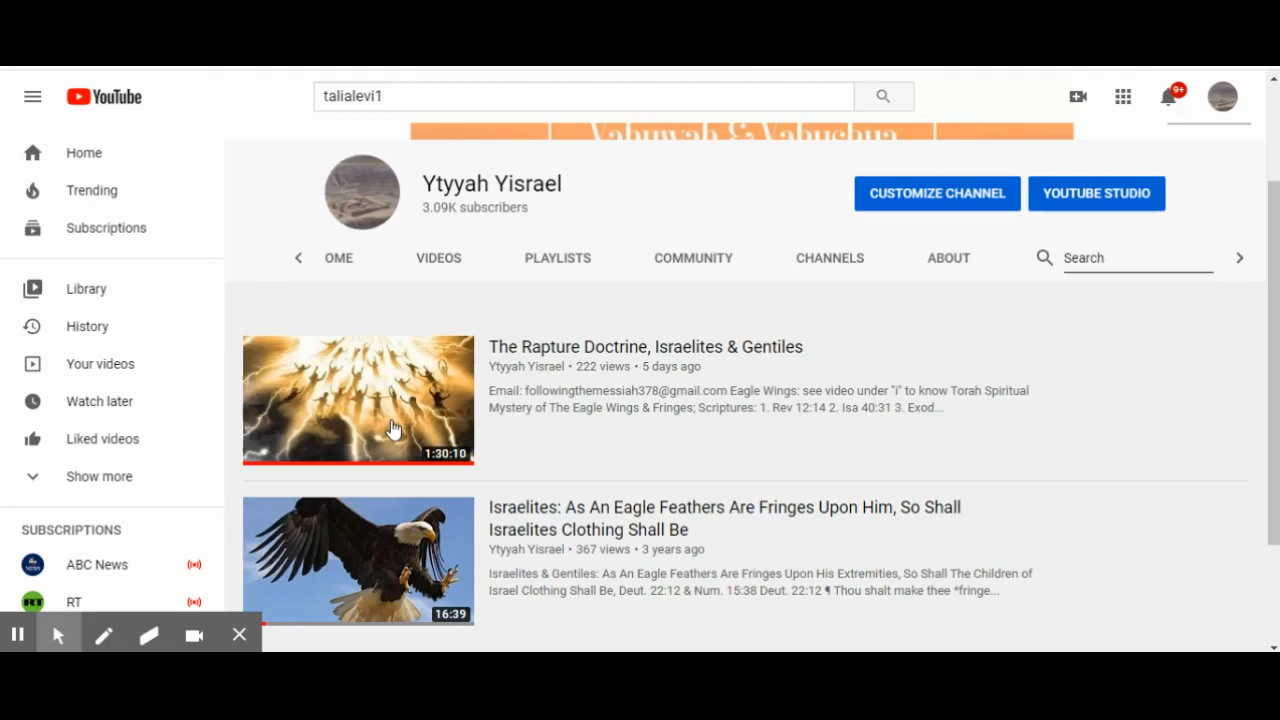 YouTube
talialevi1
9+
Yahuwah & Yahuchua
Home
Trending
Subscriptions
Library
History
Your videos
Watch later
Liked videos
Show more
SUBSCRIPTIONS
ABC News
RT
RT
Ytyyah Yisrael
3.09K subscribers
CUSTOMIZE CHANNEL
YOUTUBE STUDIO
OME
VIDEOS
PLAYLISTS
COMMUNITY
CHANNELS
ABOUT
Search
1:30:10
The Rapture Doctrine, Israelites & Gentiles
Ytyyah Yisrael • 222 views • 5 days ago
Email: followingthemessiah378@gmail.com Eagle Wings: see video under "i" to know Torah Spiritual
Mystery of The Eagle Wings & Fringes; Scriptures: 1. Rev 12:14 2. Isa 40:31 3. Exod...
16:39
Israelites: As An Eagle Feathers Are Fringes Upon Him, So Shall
Israelites Clothing Shall Be
Ytyyah Yisrael • 367 views • 3 years ago
Israelites & Gentiles: As An Eagle Feathers Are Fringes Upon His Extremities, So Shall The Children of
Israel Clothing Shall Be, Deut. 22:12 & Num. 15:38 Deut. 22:12 ¶ Thou shalt make thee *fringe...